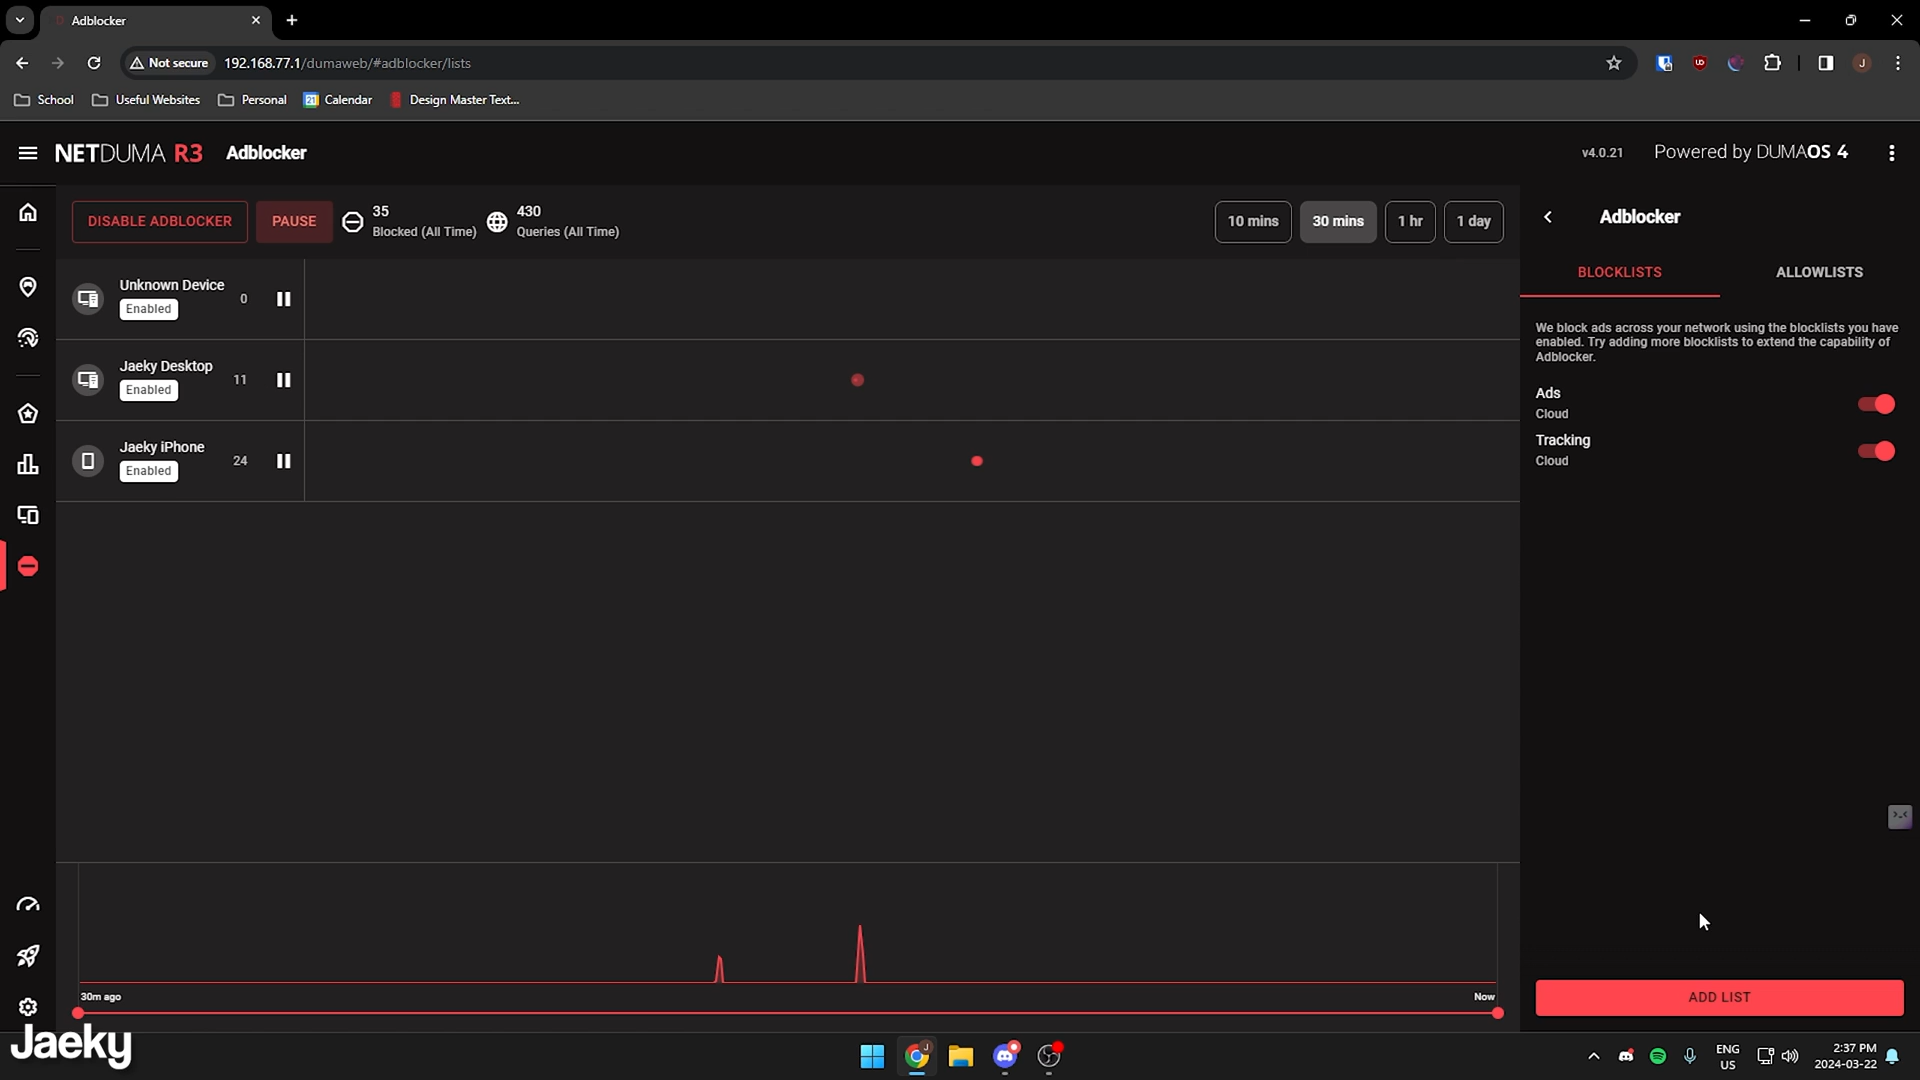 Adblocker
Not secure
192.168.77.1/dumaweb/#adblocker/lists
J
School
Useful Websites
Personal
Calendar
Design Master Text...
NETDUMA R3
Adblocker
v4.0.21
Powered by DUMAOS 4
DISABLE ADBLOCKER
PAUSE
35
Blocked (All Time)
430
Queries (All Time)
10 mins
30 mins
1 hr
1 day
Unknown Device
Enabled
0
Jaeky Desktop
Enabled
11
Jaeky iPhone
Enabled
24
Adblocker
BLOCKLISTS
ALLOWLISTS
We block ads across your network using the blocklists you have
enabled. Try adding more blocklists to extend the capability of
Adblocker.
Ads
Cloud
Tracking
Cloud
30m ago
Now
ADD LIST
Jaeky
ENG
US
2:37 PM
2024-03-22